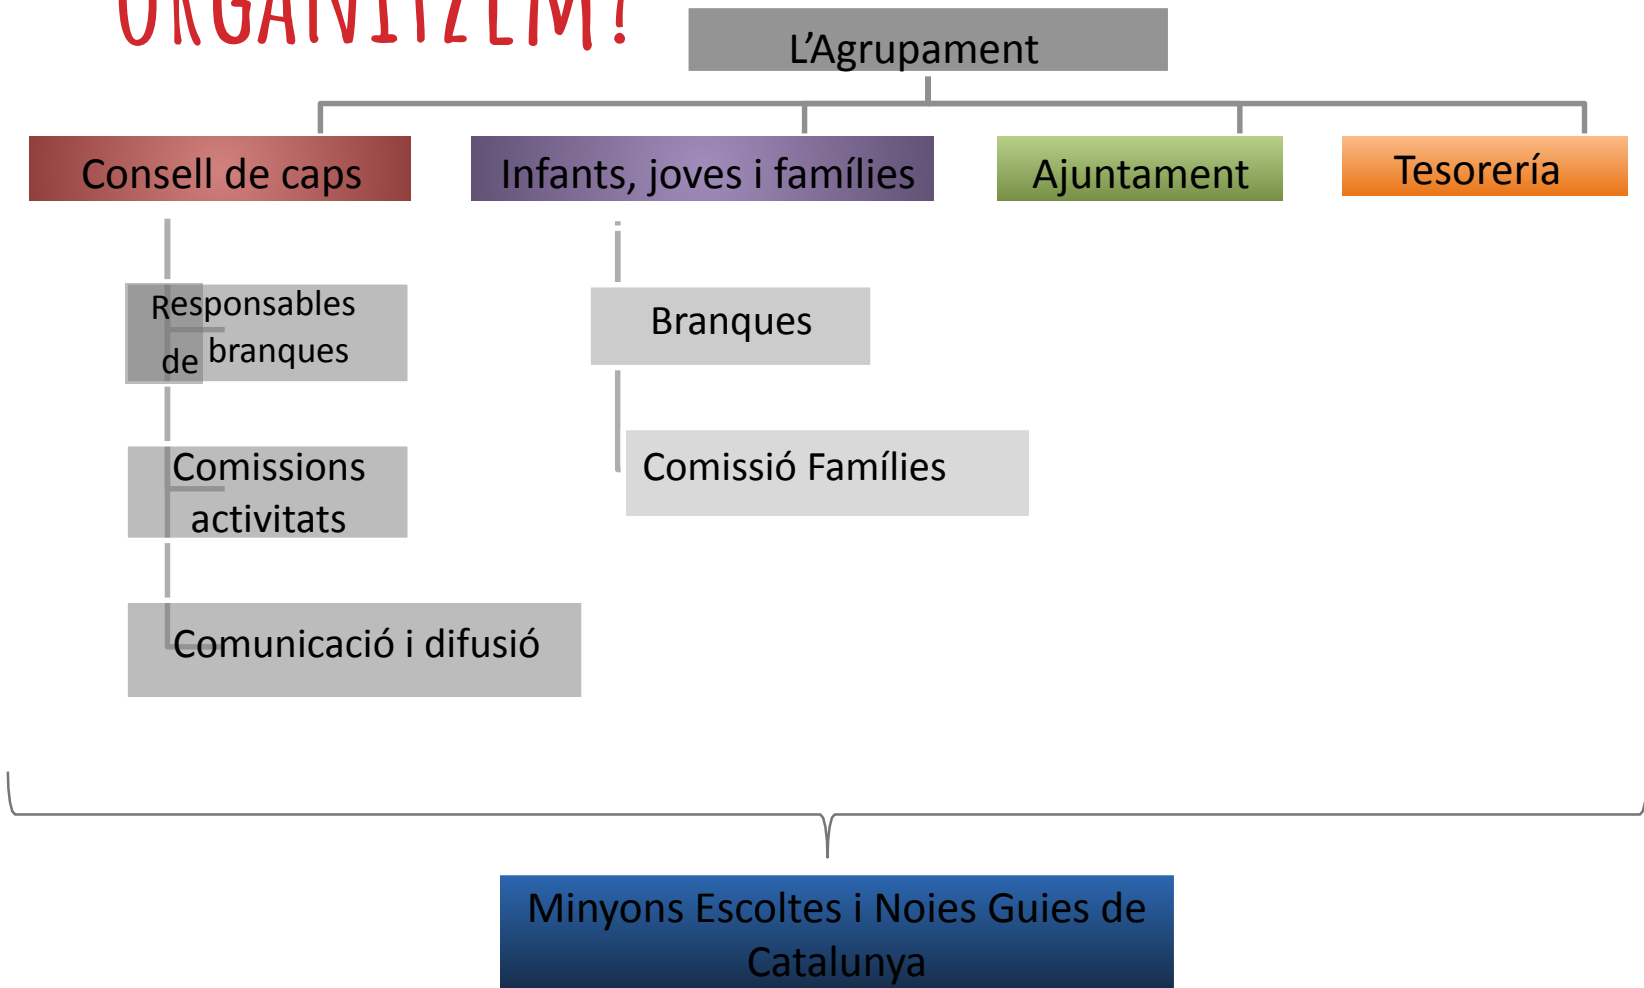 ORGANITZEM!
L'Agrupament
Consell de caps
Infants, joves i famílies
Ajuntament
Tesorería
Responsables
de branques
Branques
Comissions
activitats
Comissió Famílies
Comunicació i difusió
Minyons Escoltes i Noies Guies de
Catalunya